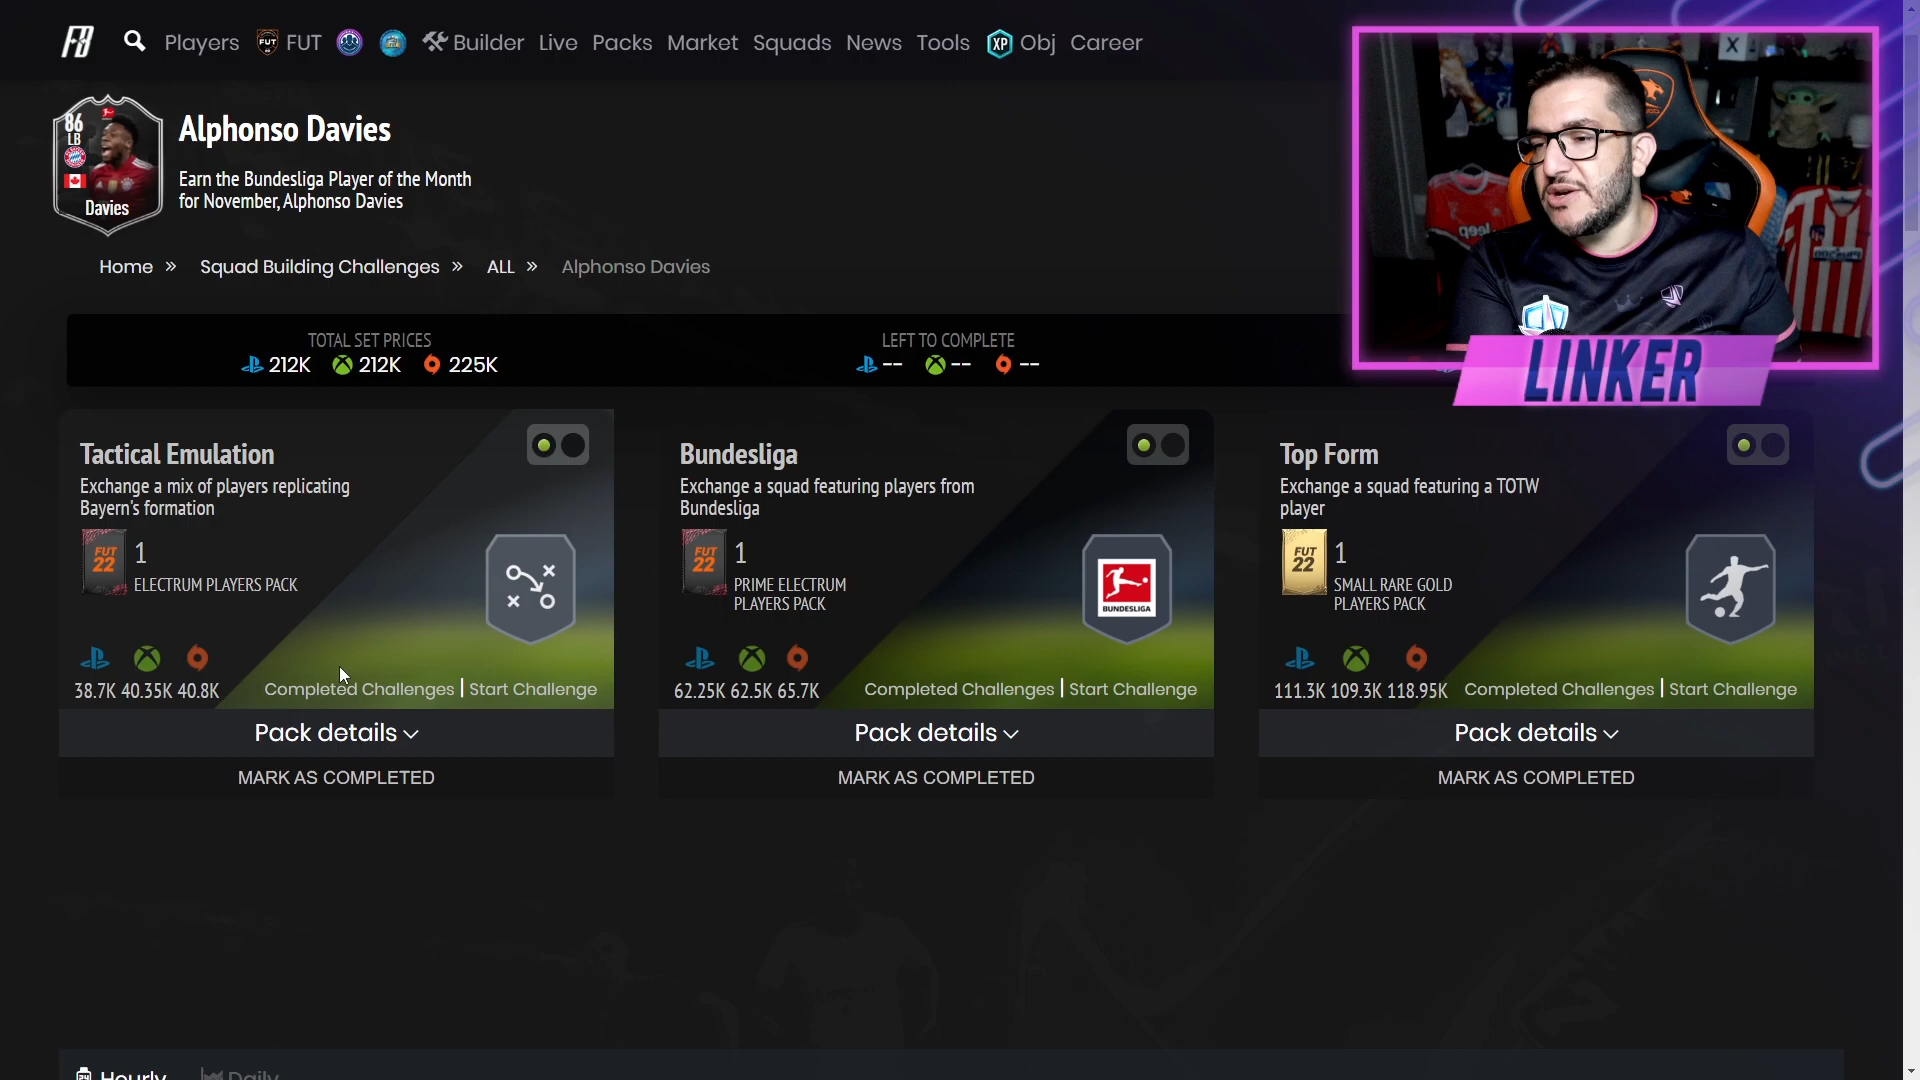 FB Players FUT FUT Builder Live Packs Market Squads News Tools XP Obj Career
X
86
LB
Davies
Alphonso Davies
Earn the Bundesliga Player of the Month
for November, Alphonso Davies
Jeep
LINKER
Home » Squad Building Challenges » ALL » Alphonso Davies
TOTAL SET PRICES
212K 212K 225K
LEFT TO COMPLETE
-- -- --
Tactical Emulation
Exchange a mix of players replicating
Bayern's formation
FUT
22
1
ELECTRUM PLAYERS PACK
38.7K 40.35K 40.8K
Completed Challenges | Start Challenge
Pack details
MARK AS COMPLETED
Bundesliga
Exchange a squad featuring players from
Bundesliga
FUT
22
1
PRIME ELECTRUM
PLAYERS PACK
BUNDESLIGA
62.25K 62.5K 65.7K
Completed Challenges | Start Challenge
Pack details
MARK AS COMPLETED
Top Form
Exchange a squad featuring a TOTW
player
FUT
22
1
SMALL RARE GOLD
PLAYERS PACK
111.3K 109.3K 118.95K
Completed Challenges | Start Challenge
Pack details
MARK AS COMPLETED
24 Hourly Daily